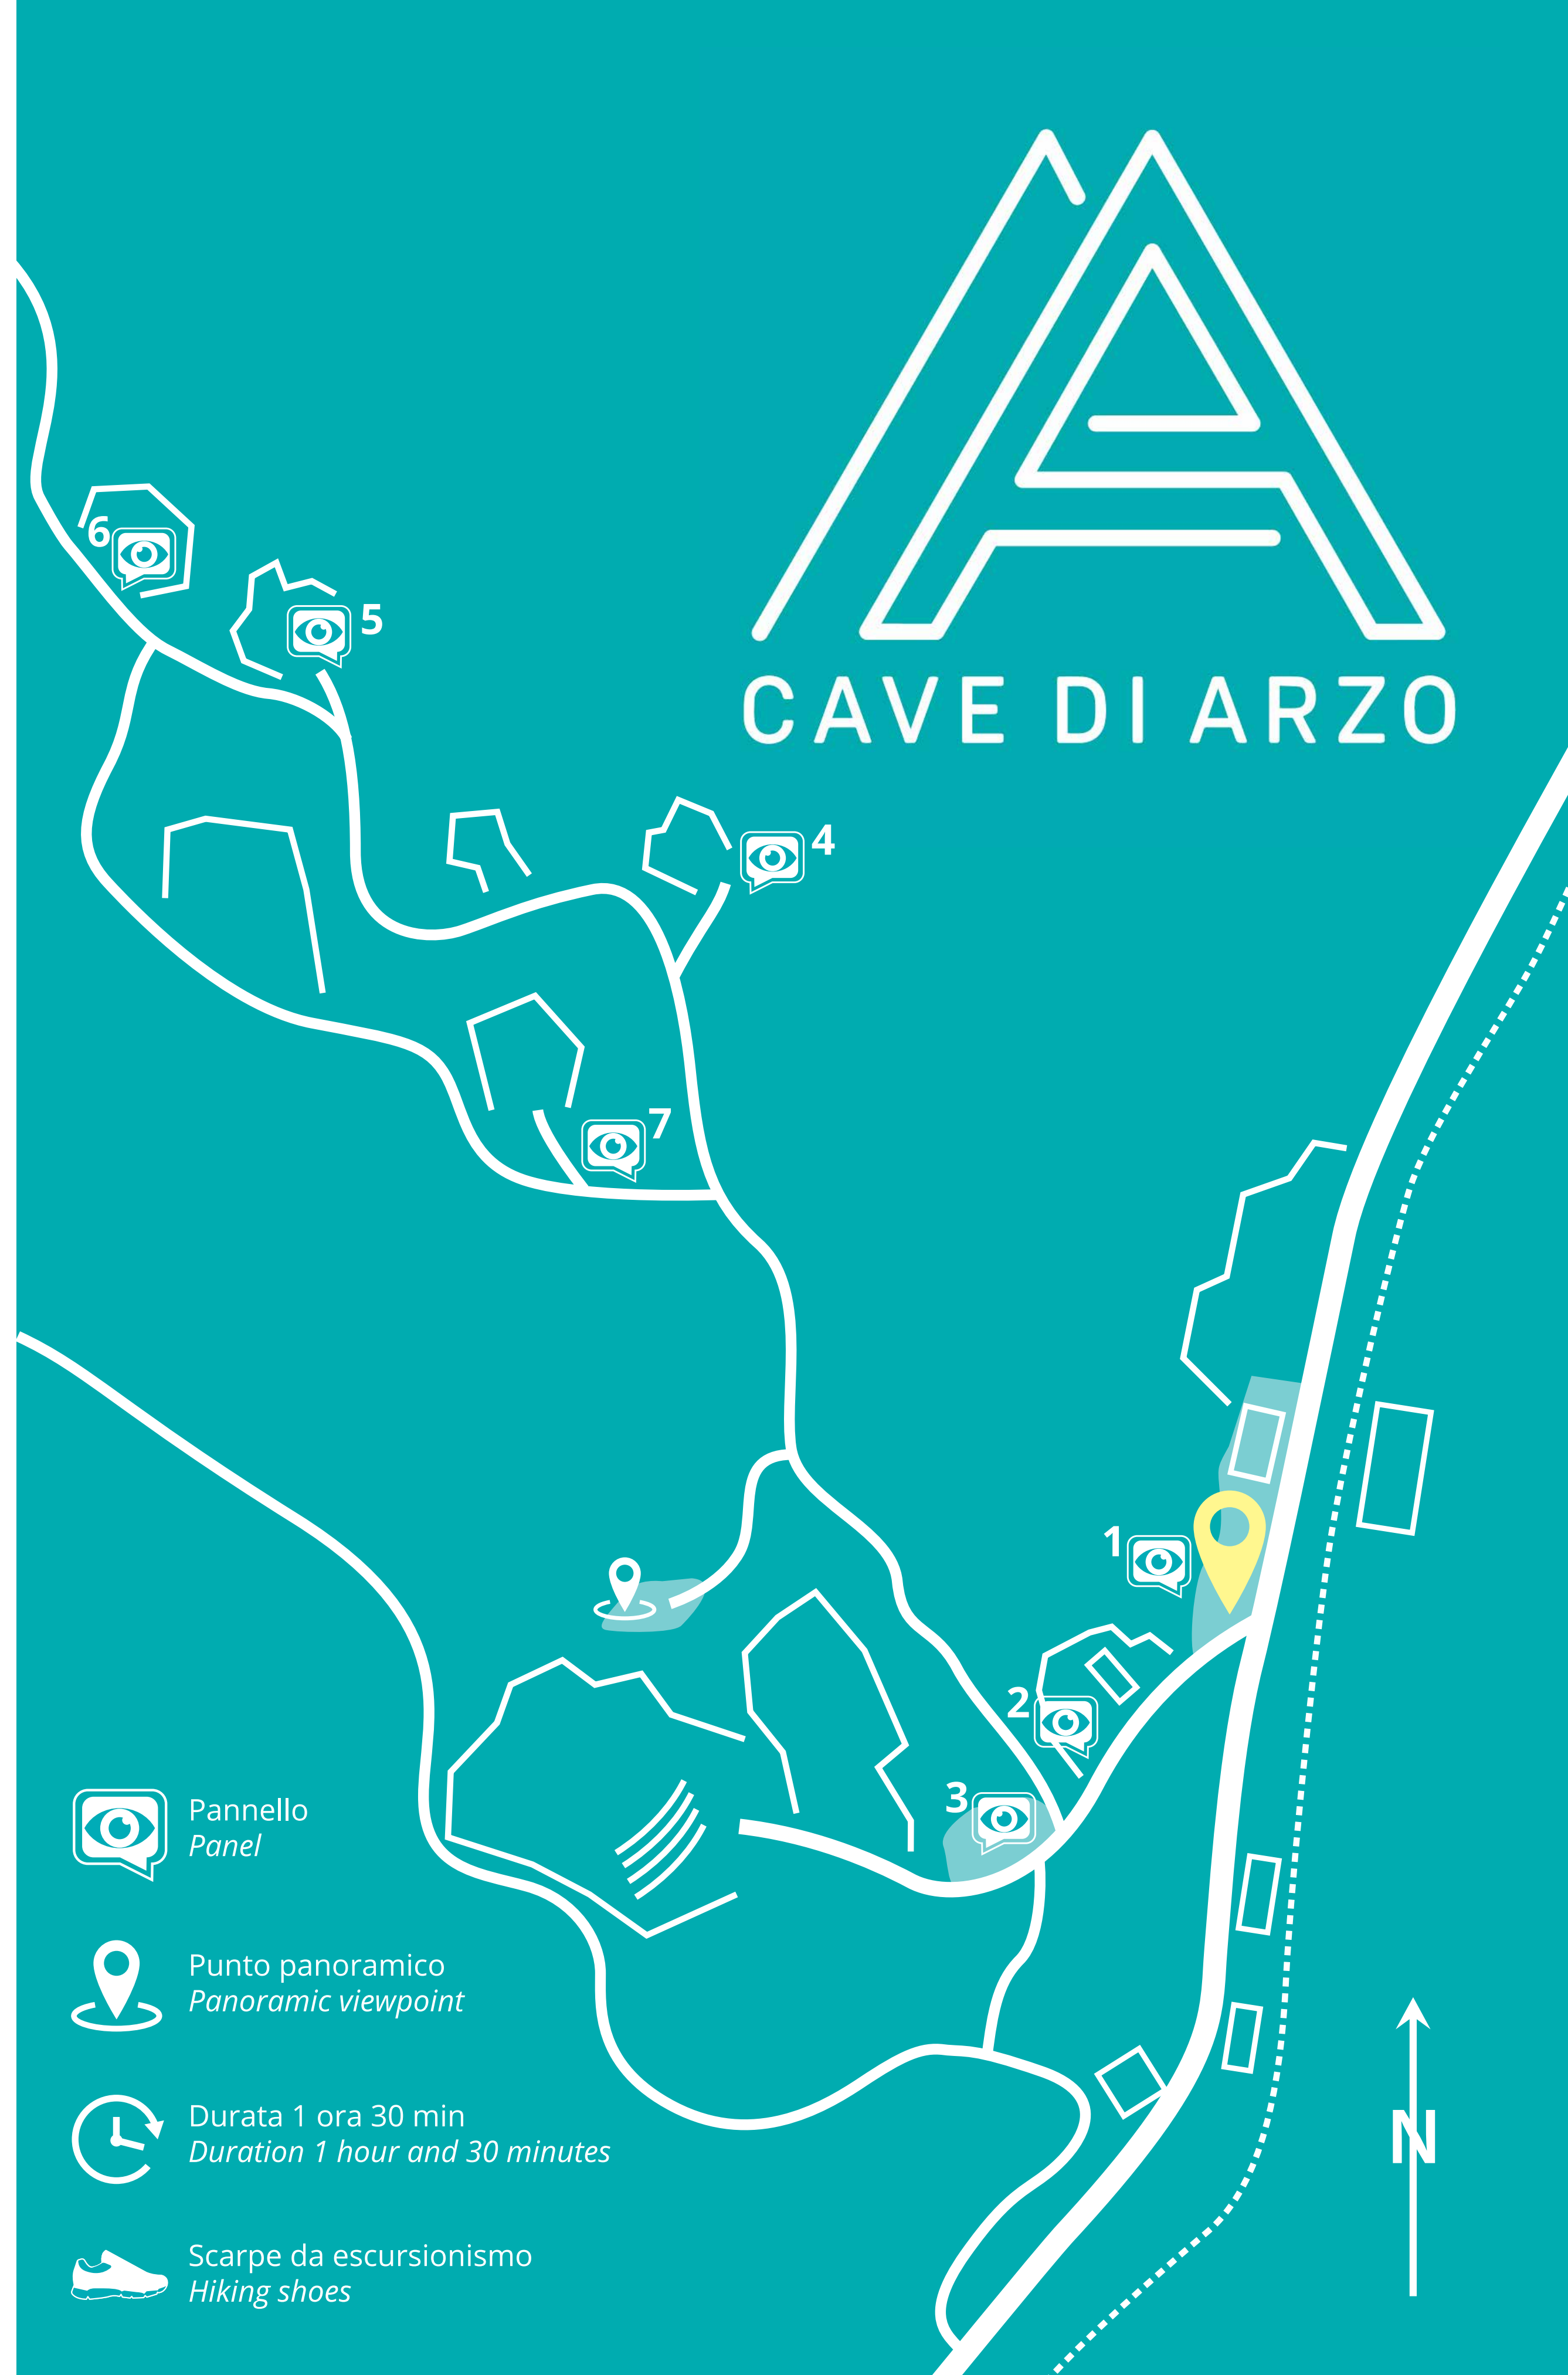 CAVE DI ARZO
6
5
4
7
1
2
3
Pannello
Panel
Punto panoramico
Panoramic viewpoint
Durata 1 ora 30 min
Duration 1 hour and 30 minutes
Scarpe da escursionismo
Hiking shoes
N